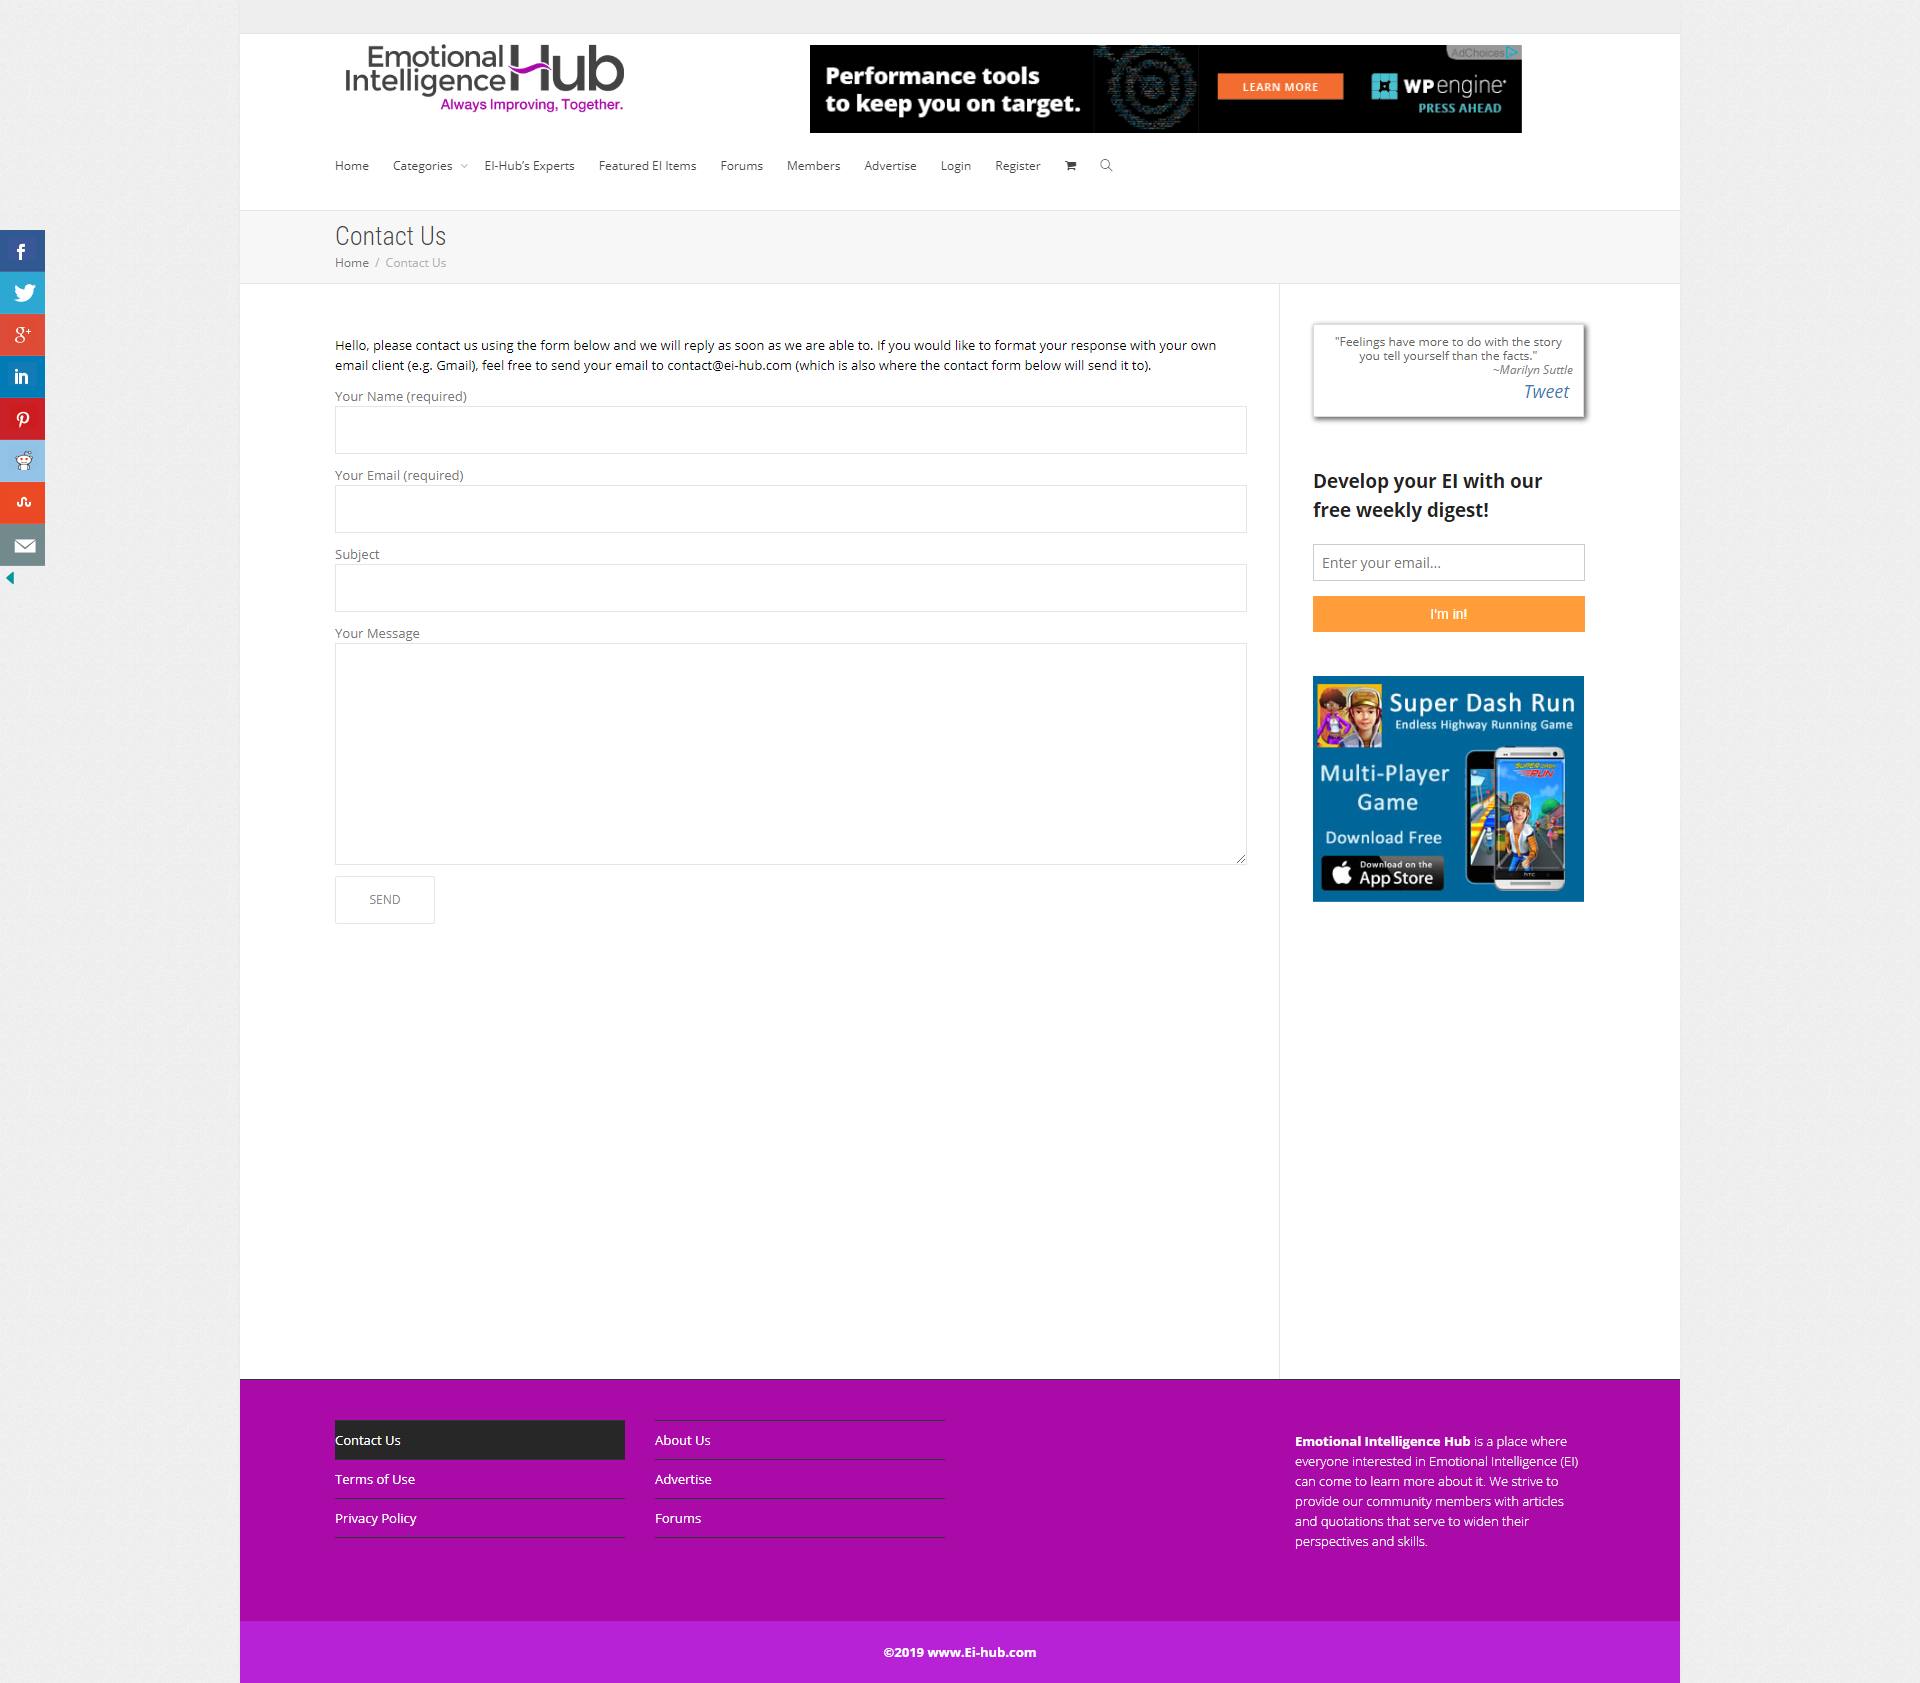 Emotional
Intelligence Hub
Always Improving, Together.
Performance tools
to keep you on target.
LEARN MORE
WPengine
PRESS AHEAD
AdChoices
Home Categories EI-Hub's Experts Featured EI Items Forums Members Advertise Login Register
Contact Us
Home / Contact Us
Hello, please contact us using the form below and we will reply as soon as we are able to. If you would like to format your response with your own
email client (e.g. Gmail), feel free to send your email to contact@ei-hub.com (which is also where the contact form below will send it to).
Your Name (required)
Your Email (required)
Subject
Your Message
SEND
"Feelings have more to do with the story
you tell yourself than the facts."
~Marilyn Suttle
Tweet
Develop your EI with our
free weekly digest!
Enter your email...
I'm in!
Super Dash Run
Endless Highway Running Game
Multi-Player
Game
Download Free
Download on the
App Store
SUPER DASH
RUN
hTC
Contact Us
Terms of Use
Privacy Policy
About Us
Advertise
Forums
Emotional Intelligence Hub is a place where
everyone interested in Emotional Intelligence (EI)
can come to learn more about it. We strive to
provide our community members with articles
and quotations that serve to widen their
perspectives and skills.
©2019 www.Ei-hub.com